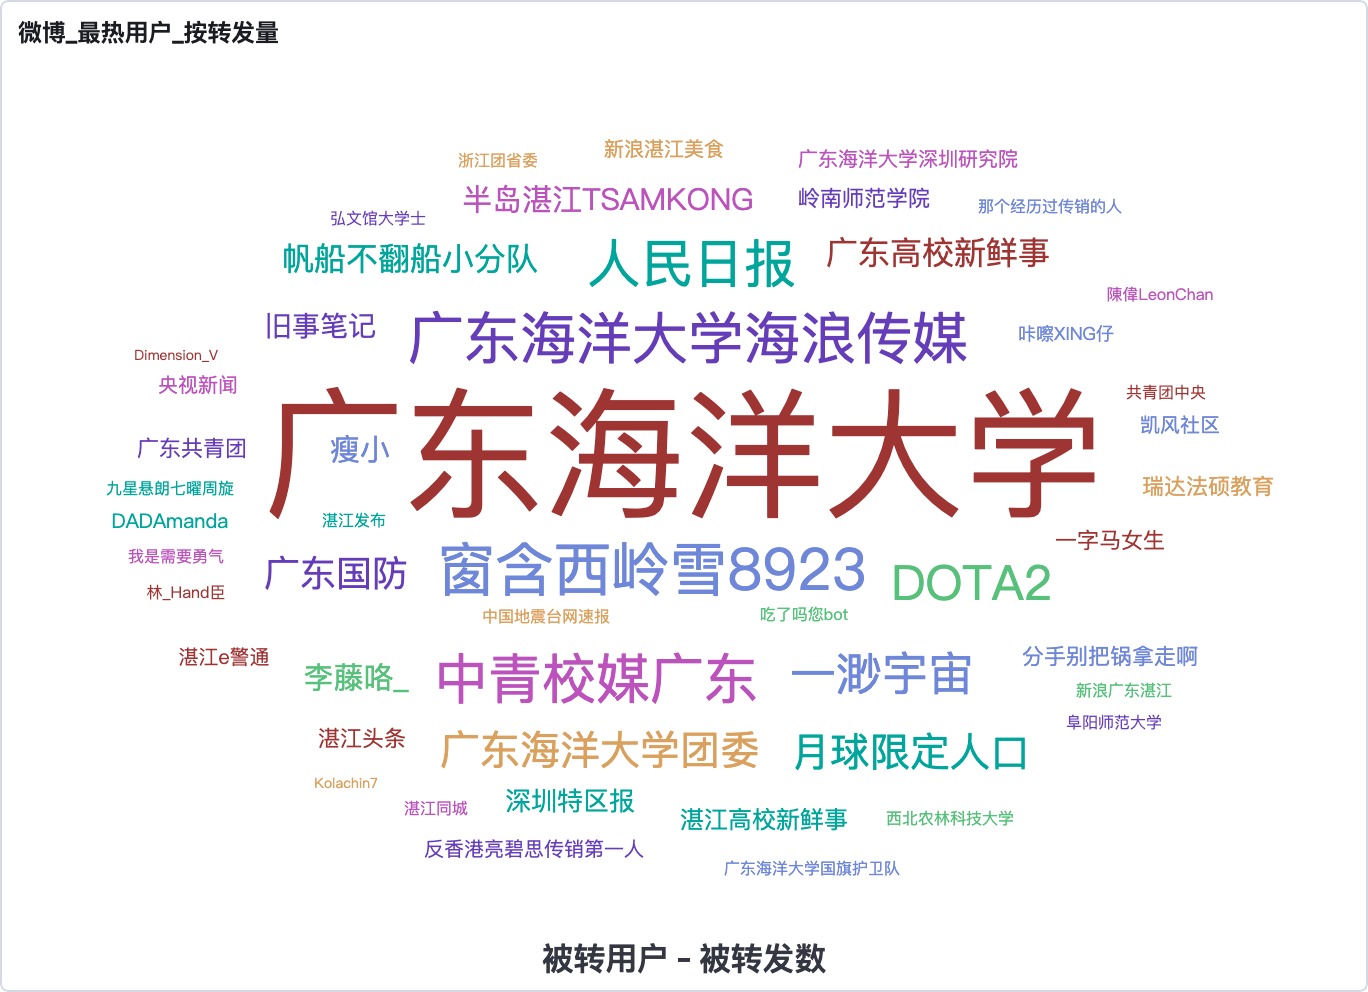 微博_最热用户_按转发量
新浪湛江美食
浙江团省委
广东海洋大学深圳研究院
半岛湛江TSAMKONG
岭南师范学院
那个经历过传销的人
弘文馆大学士
帆船不翻船小分队
人民日报
广东高校新鲜事
陳偉LeonChan
旧事笔记
广东海洋大学海浪传媒
咔嚓XING仔
Dimension_V
央视新闻
共青团中央
凯风社区
广东共青团
瘦小
广东海洋大学
九星悬朗七曜周旋
瑞达法硕教育
DADAmanda
湛江发布
一字马女生
我是需要勇气
广东国防
窗含西岭雪8923
DOTA2
林_Hand臣
中国地震台网速报
吃了吗您bot
湛江e警通
李藤咯_
中青校媒广东
一渺宇宙
分手别把锅拿走啊
新浪广东湛江
阜阳师范大学
湛江头条
广东海洋大学团委
月球限定人口
Kolachin7
湛江同城
深圳特区报
湛江高校新鲜事
西北农林科技大学
反香港亮碧思传销第一人
广东海洋大学国旗护卫队
被转用户 - 被转发数